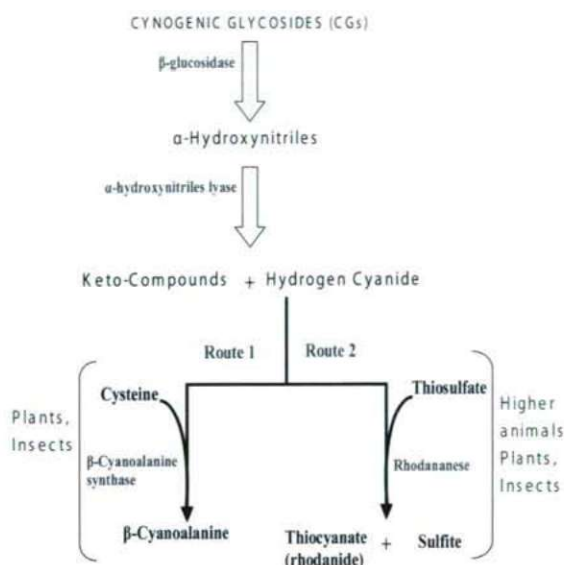 CYNOGENIC GLYCOSIDES (CGs)
β-glucosidase
α-Hydroxynitriles
α-hydroxynitriles lyase
Keto-Compounds + Hydrogen Cyanide
Route 1 Route 2
Cysteine
Thiosulfate
Plants,
Insects
Higher
animals
Plants,
Insects
β-Cyanoalanine
synthase
Rhodananese
β-Cyanoalanine
Thiocyanate + Sulfite
(rhodanide)